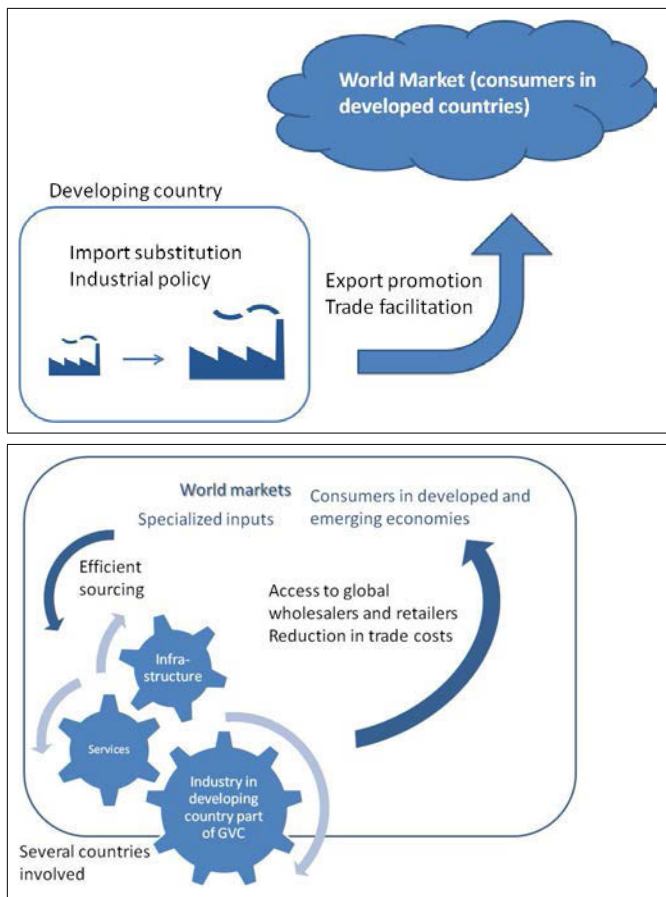 World Market (consumers in
developed countries)
Developing country
Import substitution
Industrial policy
Export promotion
Trade facilitation
World markets
Specialized inputs
Consumers in developed and
emerging economies
Efficient
sourcing
Access to global
wholesalers and retailers
Reduction in trade costs
Infra-
structure
Services
Industry in
developing
country part
of GVC
Several countries
involved